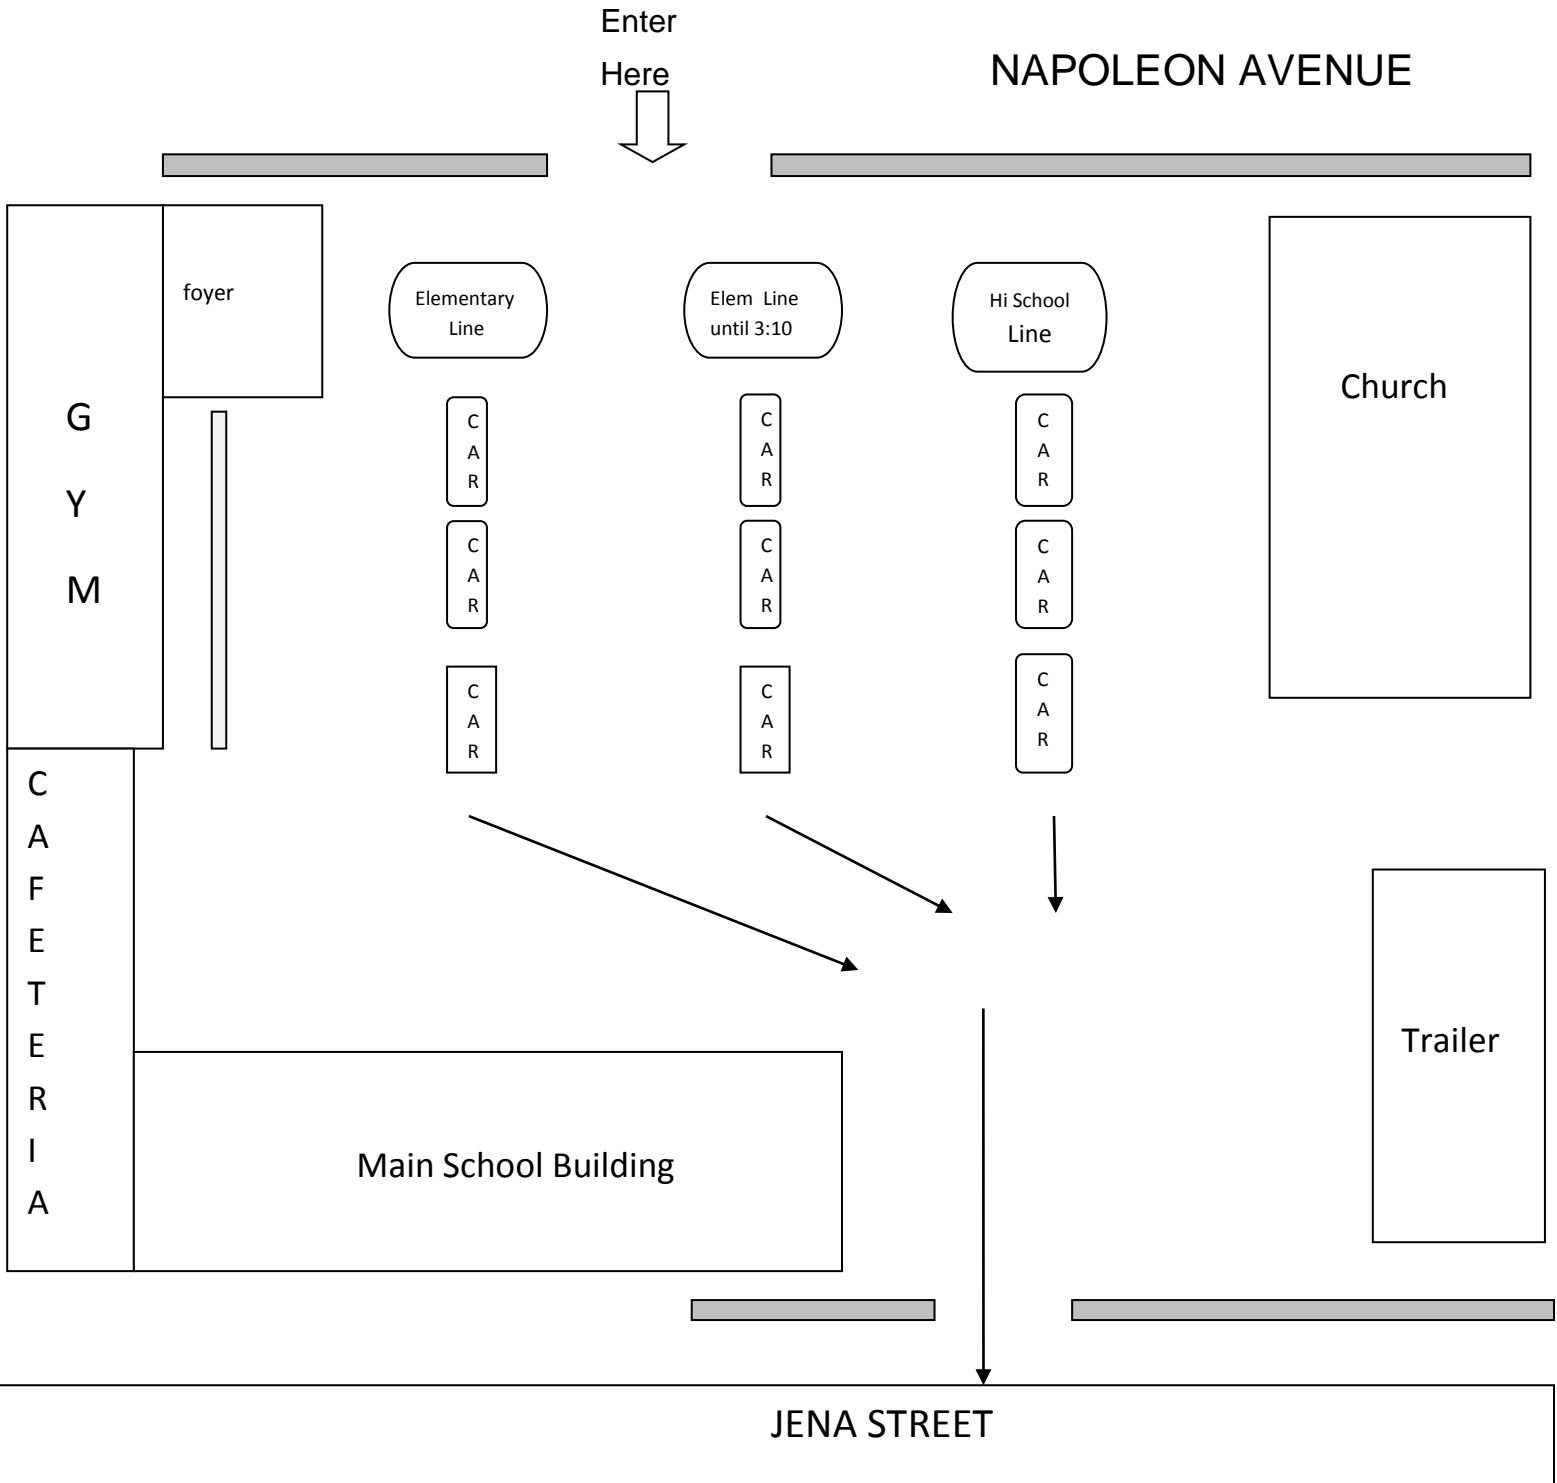 Enter
Here
NAPOLEON AVENUE
foyer
Elementary
Line
Elem Line
until 3:10
Hi School
Line
Church
G
Y
M
C
A
R
C
A
R
C
A
R
C
A
R
C
A
R
C
A
R
C
A
R
C
A
R
C
A
R
C
A
F
E
T
E
R
I
A
Trailer
Main School Building
JENA STREET